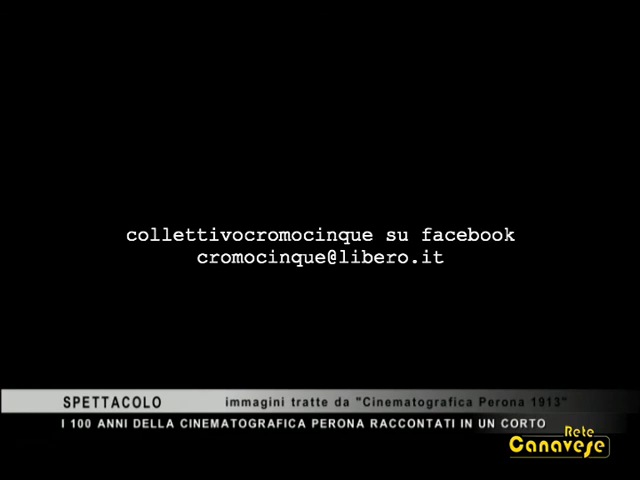 collettivocromocinque su facebook
cromocinque@libero.it
SPETTACOLO immagini tratte da "Cinematografica Perona 1913"
I 100 ANNI DELLA CINEMATOGRAFICA PERONA RACCONTATI IN UN CORTO
Rete
Canavese